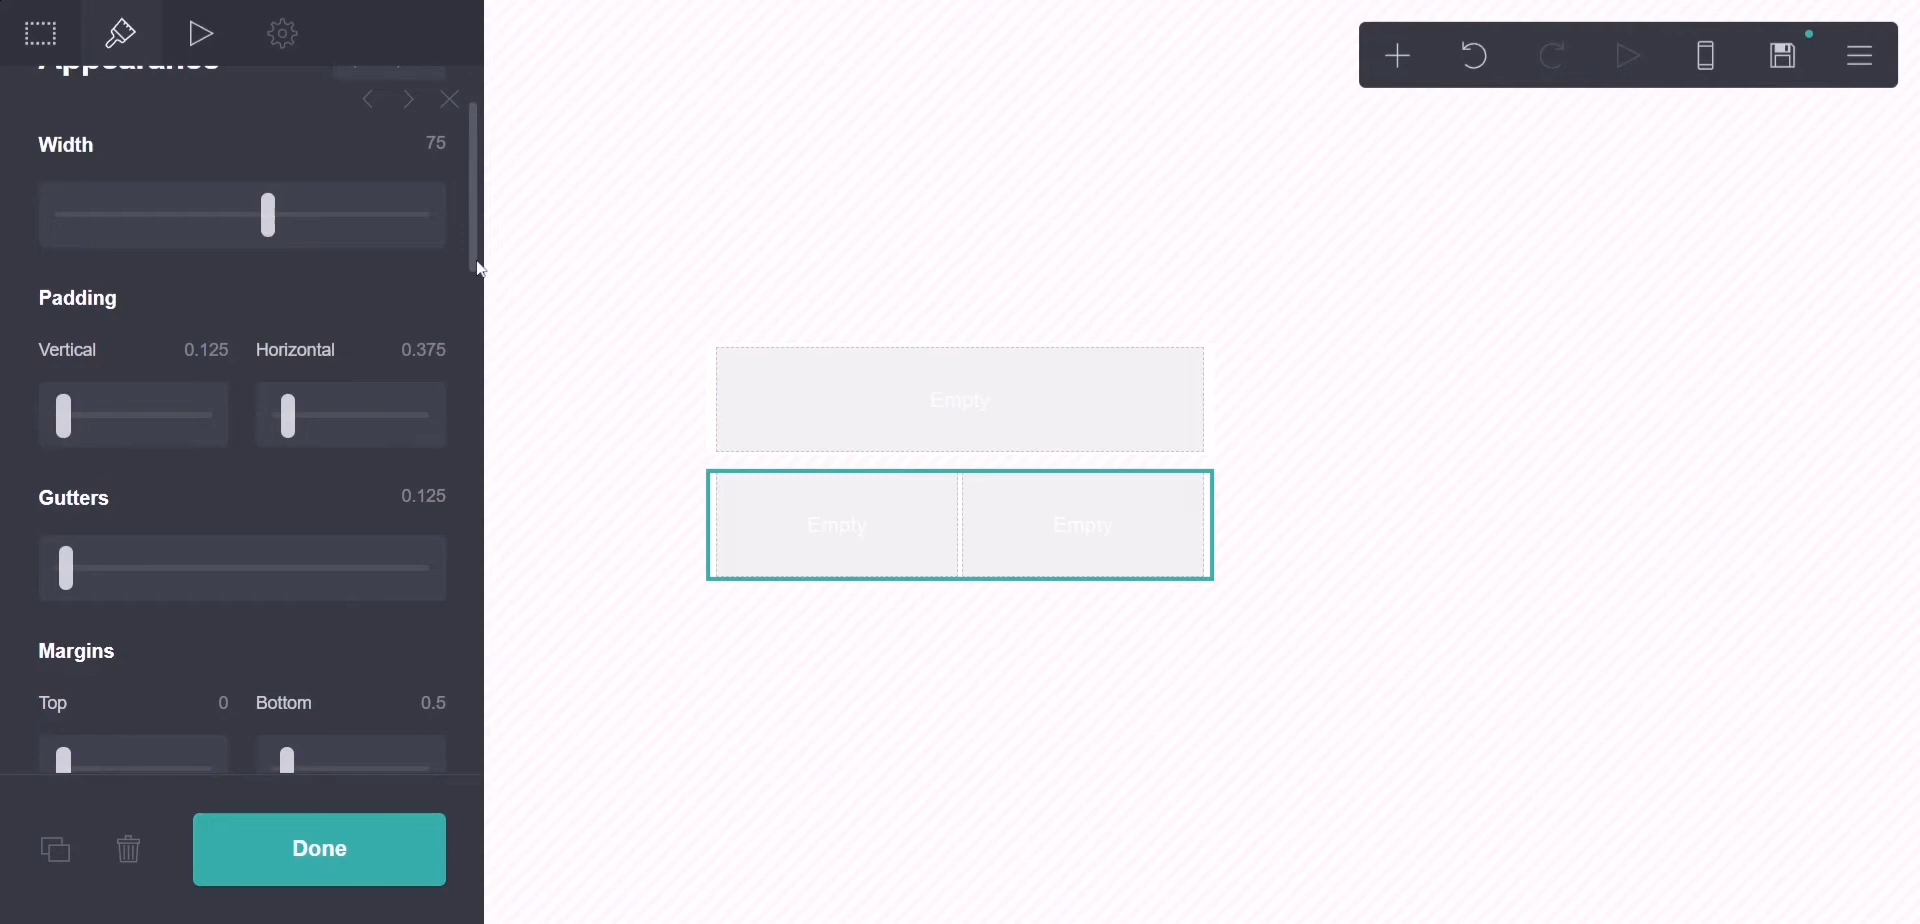 Appearance
Width 75
Padding
Vertical 0.125 Horizontal 0.375
Gutters 0.125
Margins
Top 0 Bottom 0.5
Done
Empty
Empty Empty